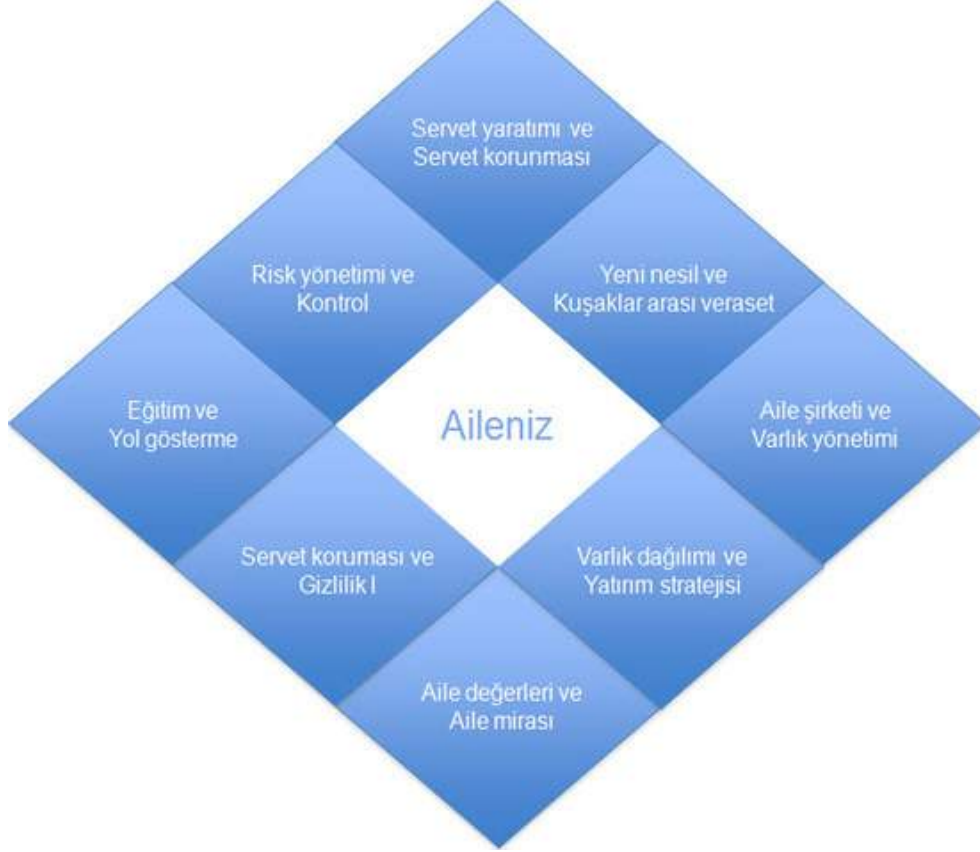 Servet yaratımı ve
Servet korunması
Risk yönetimi ve
Kontrol
Yeni nesil ve
Kuşaklar arası veraset
Eğitim ve
Yol gösterme
Aileniz
Aile şirketi ve
Varlık yönetimi
Servet koruması ve
Gizlilik I
Varlık dağılımı ve
Yatırım stratejisi
Aile değerleri ve
Aile mirası